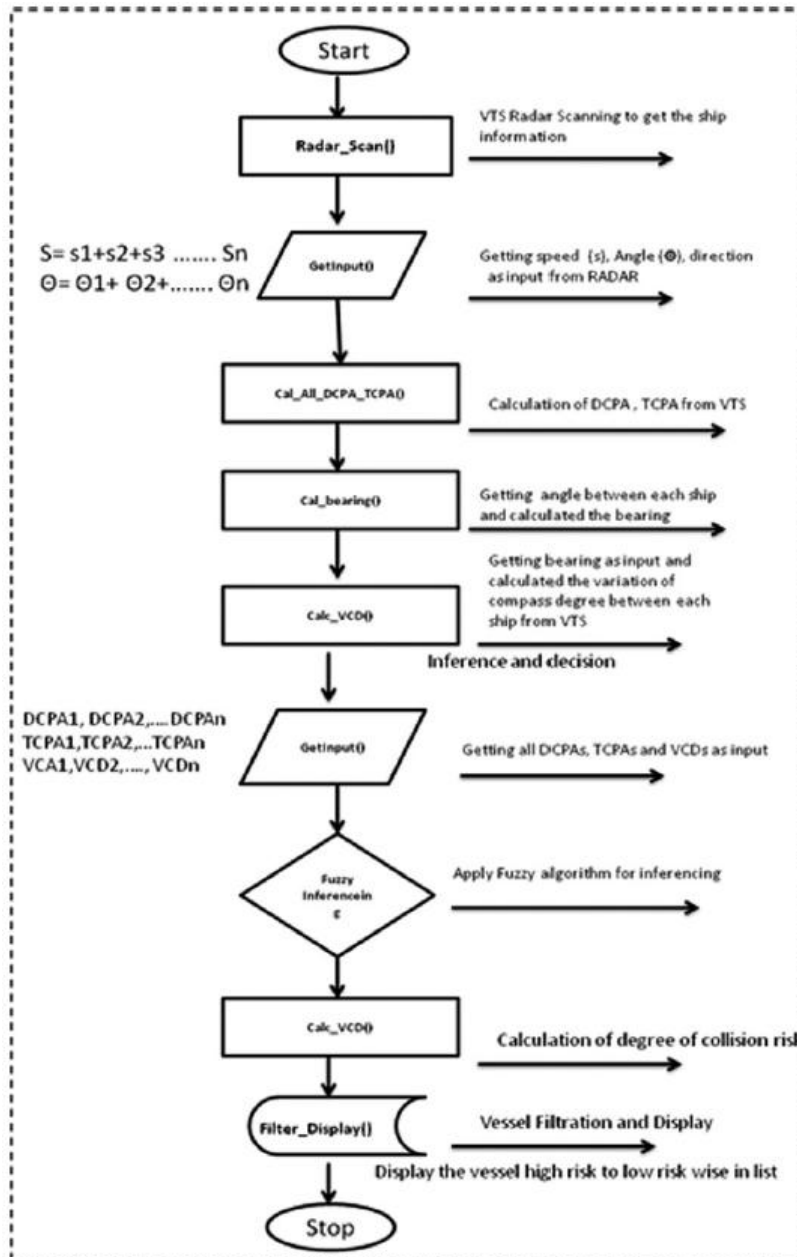 Start
Radar_Scan()
VTS Radar Scanning to get the ship
information
S= s1+s2+s3 ....... Sn
Θ= Θ1+ Θ2+....... Θn
GetInput()
Getting speed {s}, Angle {Θ}, direction
as input from RADAR
Cal_All_DCPA_TCPA()
Calculation of DCPA , TCPA from VTS
Cal_bearing()
Getting angle between each ship
and calculated the bearing
Calc_VCD()
Getting bearing as input and
calculated the variation of
compass degree between each
ship from VTS
Inference and decision
DCPA1, DCPA2,....DCPAn
TCPA1,TCPA2,...TCPAn
VCA1,VCD2,...., VCDn
GetInput()
Getting all DCPAs, TCPAs and VCDs as input
Fuzzy
Inferencein
g
Apply Fuzzy algorithm for inferencing
Calc_VCD()
Calculation of degree of collision risk
Filter_Display()
Vessel Filtration and Display
Display the vessel high risk to low risk wise in list
Stop